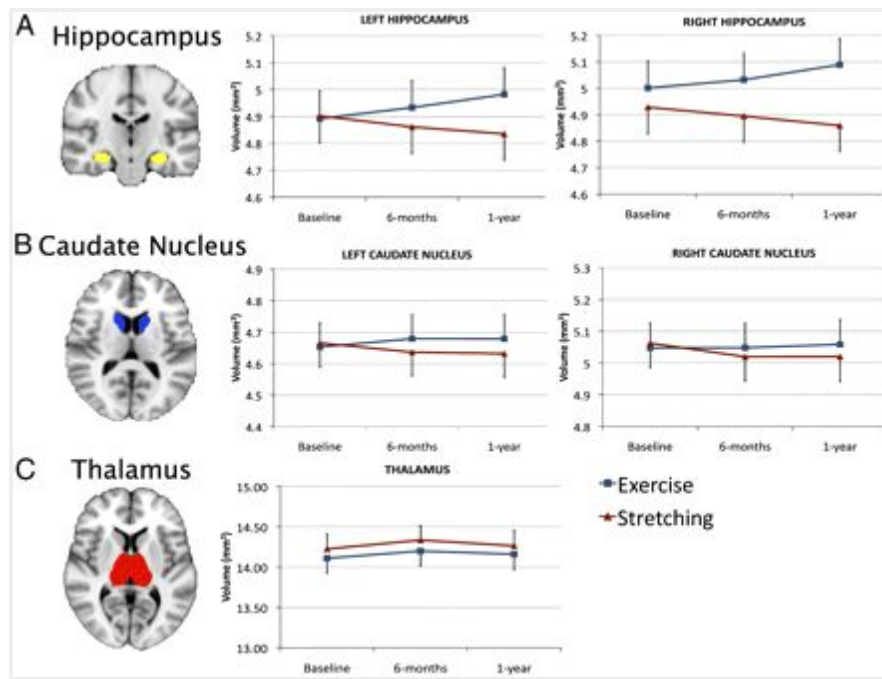 A
Hippocampus
LEFT HIPPOCAMPUS
Volume (mm³)
5.2
5.1
5
4.9
4.8
4.7
4.6
Baseline 6-months 1-year
RIGHT HIPPOCAMPUS
Volume (mm³)
5.2
5.1
5
4.9
4.8
4.7
4.6
Baseline 6-months 1-year
B Caudate Nucleus
LEFT CAUDATE NUCLEUS
Volume (mm³)
4.9
4.8
4.7
4.6
4.5
4.4
Baseline 6-months 1-year
RIGHT CAUDATE NUCLEUS
Volume (mm³)
5.3
5.2
5.1
5
4.9
4.8
Baseline 6-months 1-year
C
Thalamus
THALAMUS
Volume (mm³)
15.00
14.50
14.00
13.50
13.00
Baseline 6-months 1-year
Exercise
Stretching